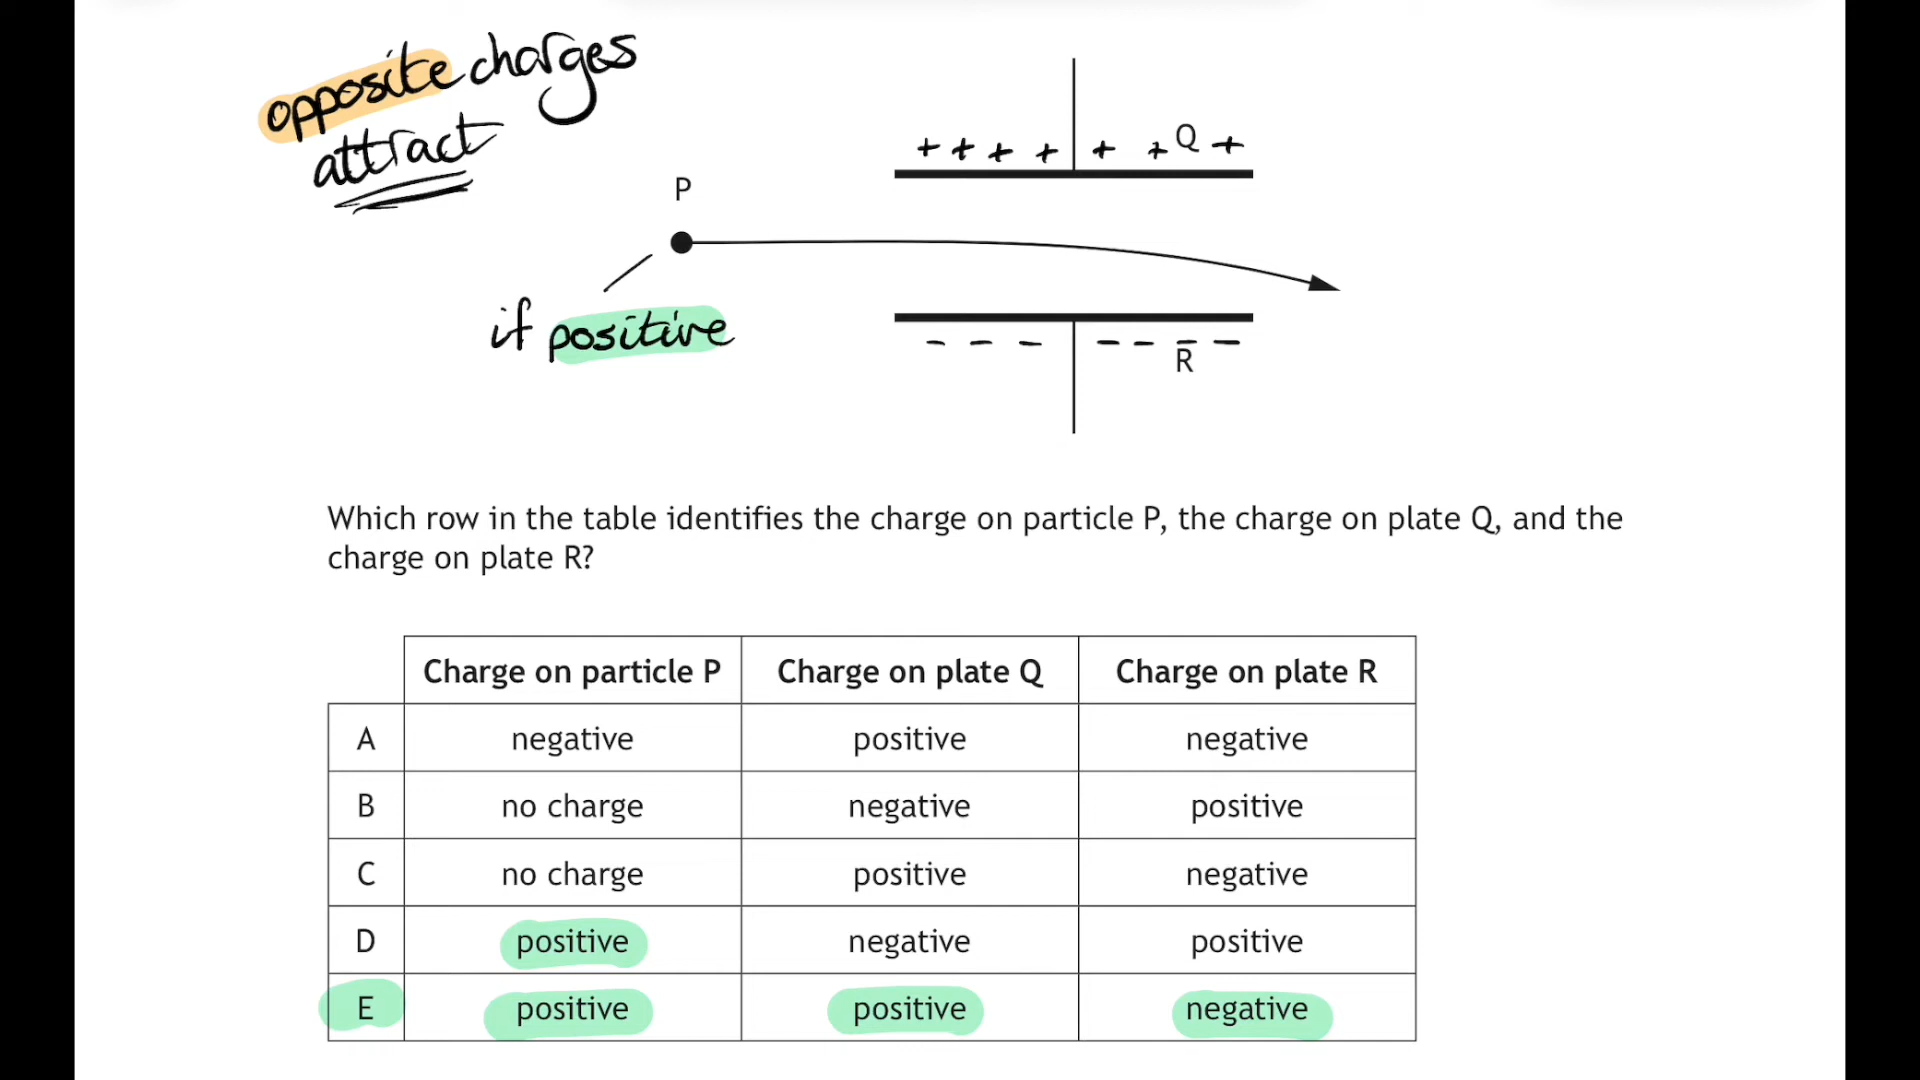 opposite charges
attract
+ + + + + + Q +
P
if positive
- - - - - - -
R
Which row in the table identifies the charge on particle P, the charge on plate Q, and the
charge on plate R?
Charge on particle P Charge on plate Q Charge on plate R
A negative positive negative
B no charge negative positive
C no charge positive negative
D positive negative positive
E positive positive negative